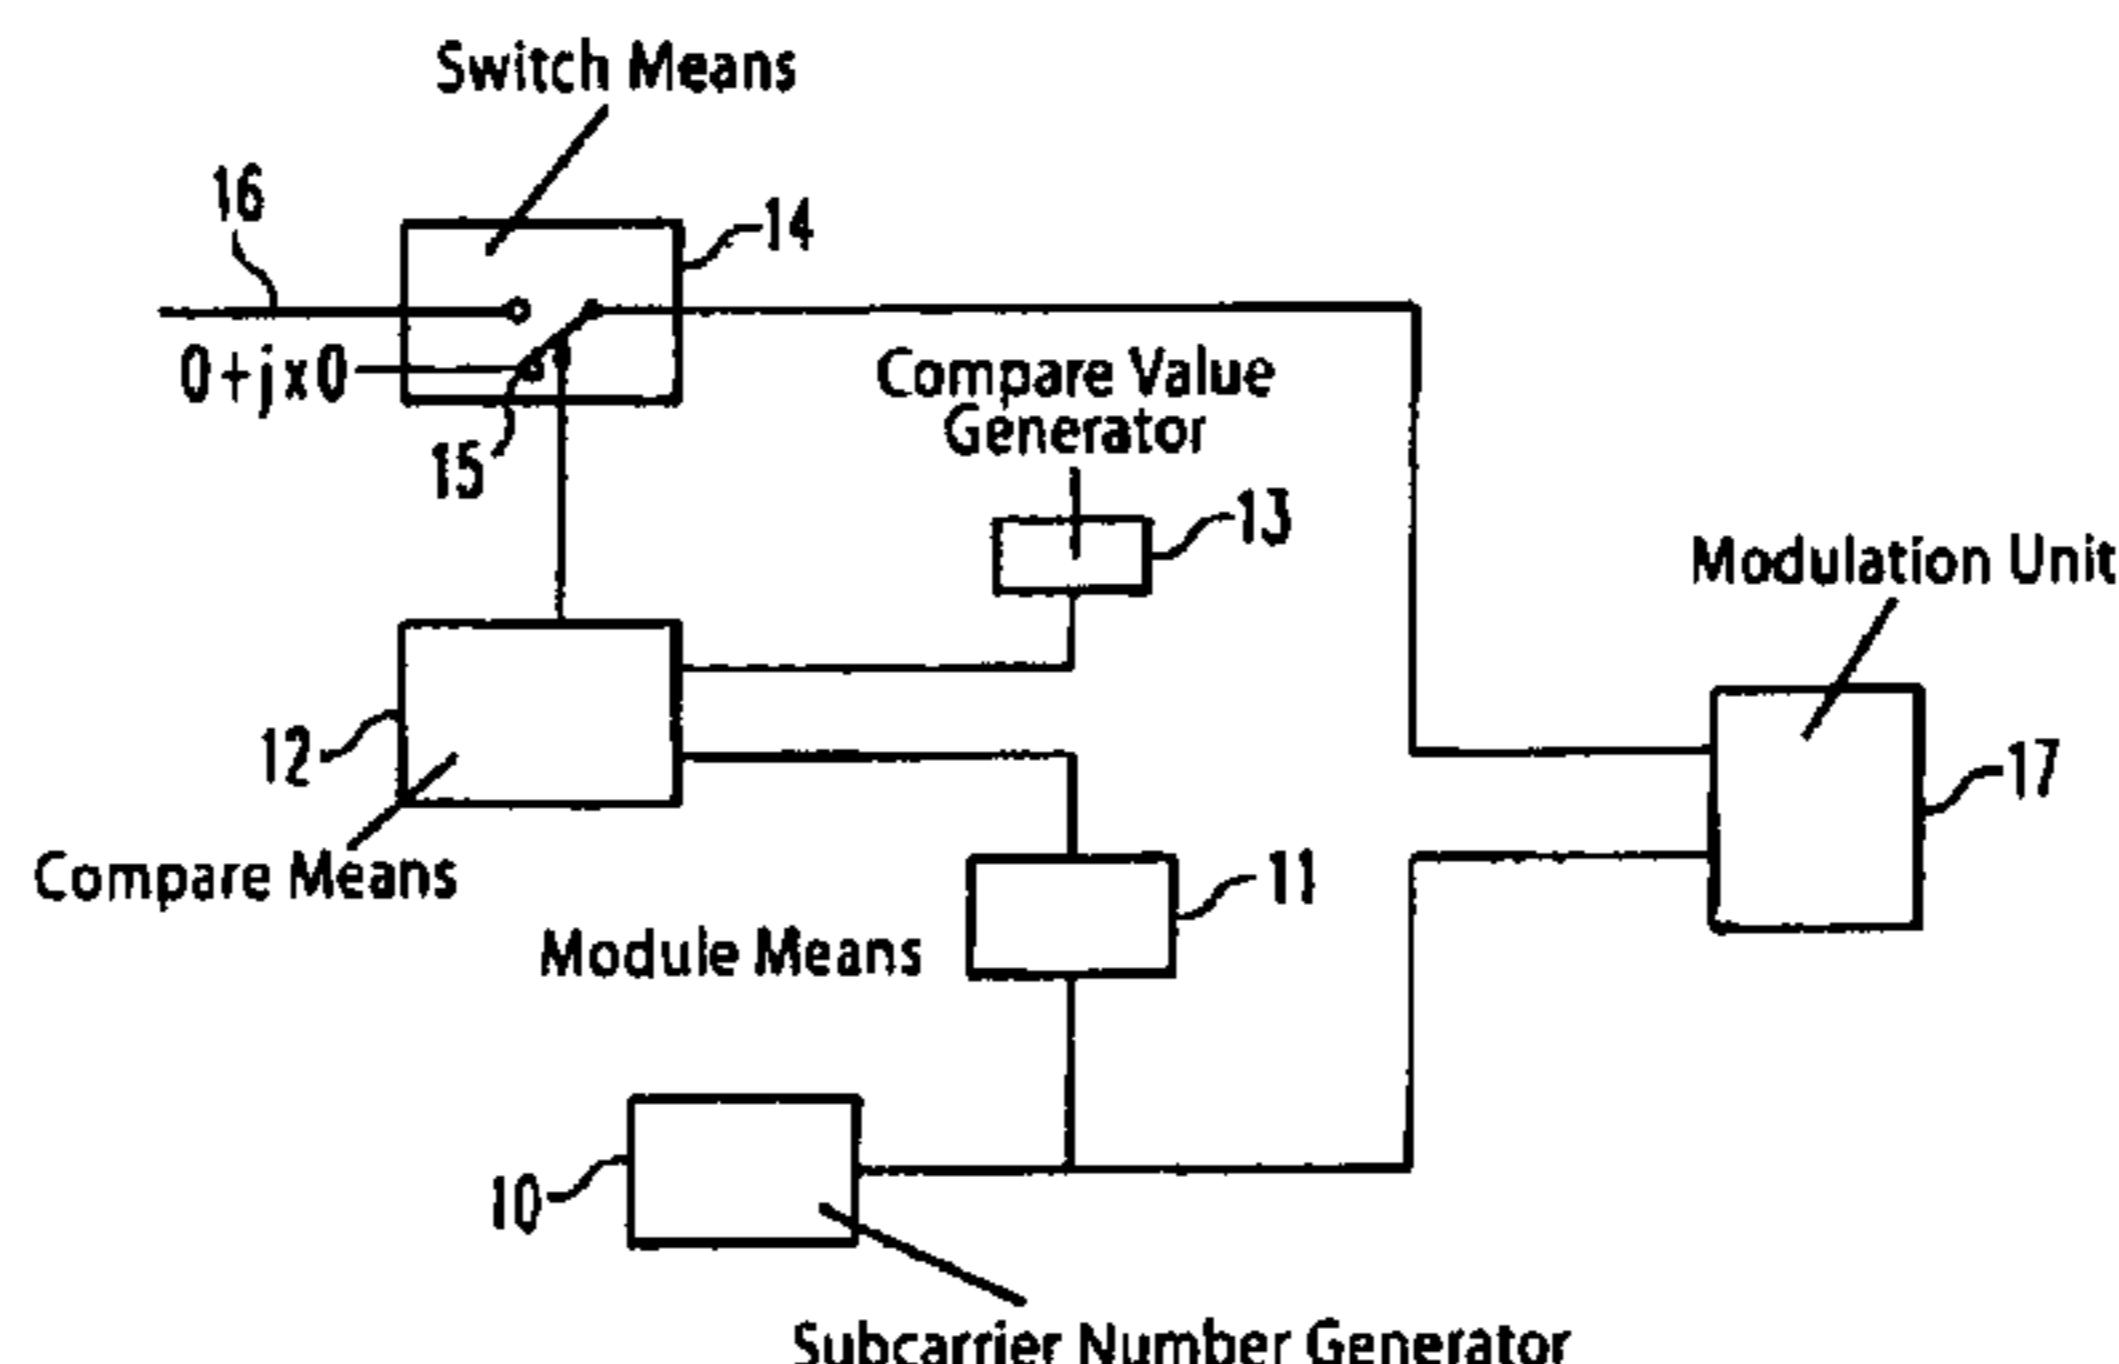 Switch Means
16
14
0+jx0
Compare Value
Generator
15
13
Modulation Unit
12
17
Compare Means
11
Module Means
10
Subcarrier Number Generator